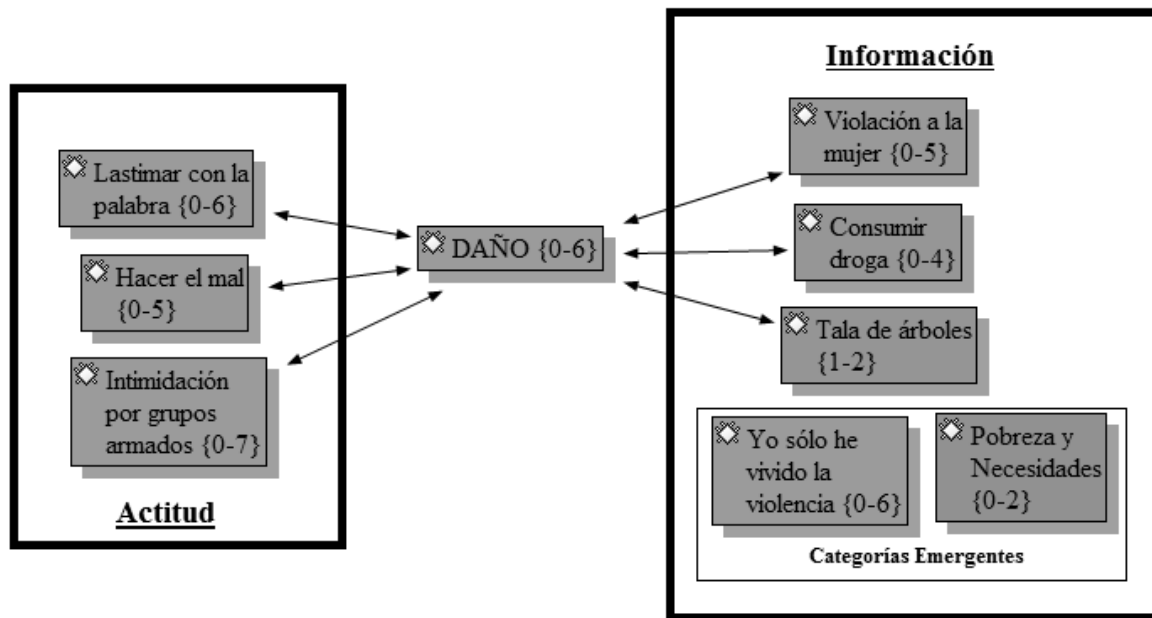 Lastimar con la
palabra {0-6}
Hacer el mal
{0-5}
Intimidación
por grupos
armados {0-7}
Actitud
DAÑO {0-6}
Información
Violación a la
mujer {0-5}
Consumir
droga {0-4}
Tala de árboles
{1-2}
Yo sólo he
vivido la
violencia {0-6}
Pobreza y
Necesidades
{0-2}
Categorías Emergentes